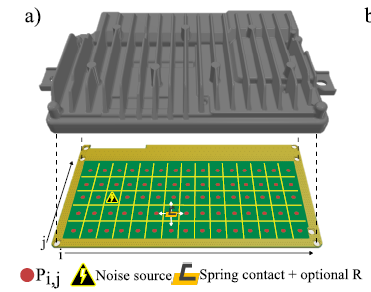 a)
b
j
i
Pi,j Noise source Spring contact + optional R